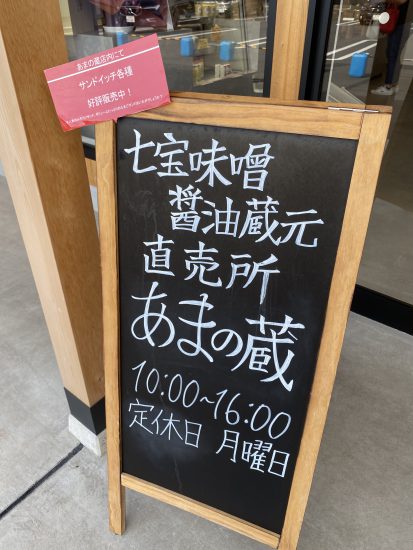 あまの蔵店内にて
サンドイッチ各種
好評販売中！
七宝味噌
醤油蔵元
直売所
あまの蔵
10:00~16:00
定休日 月曜日